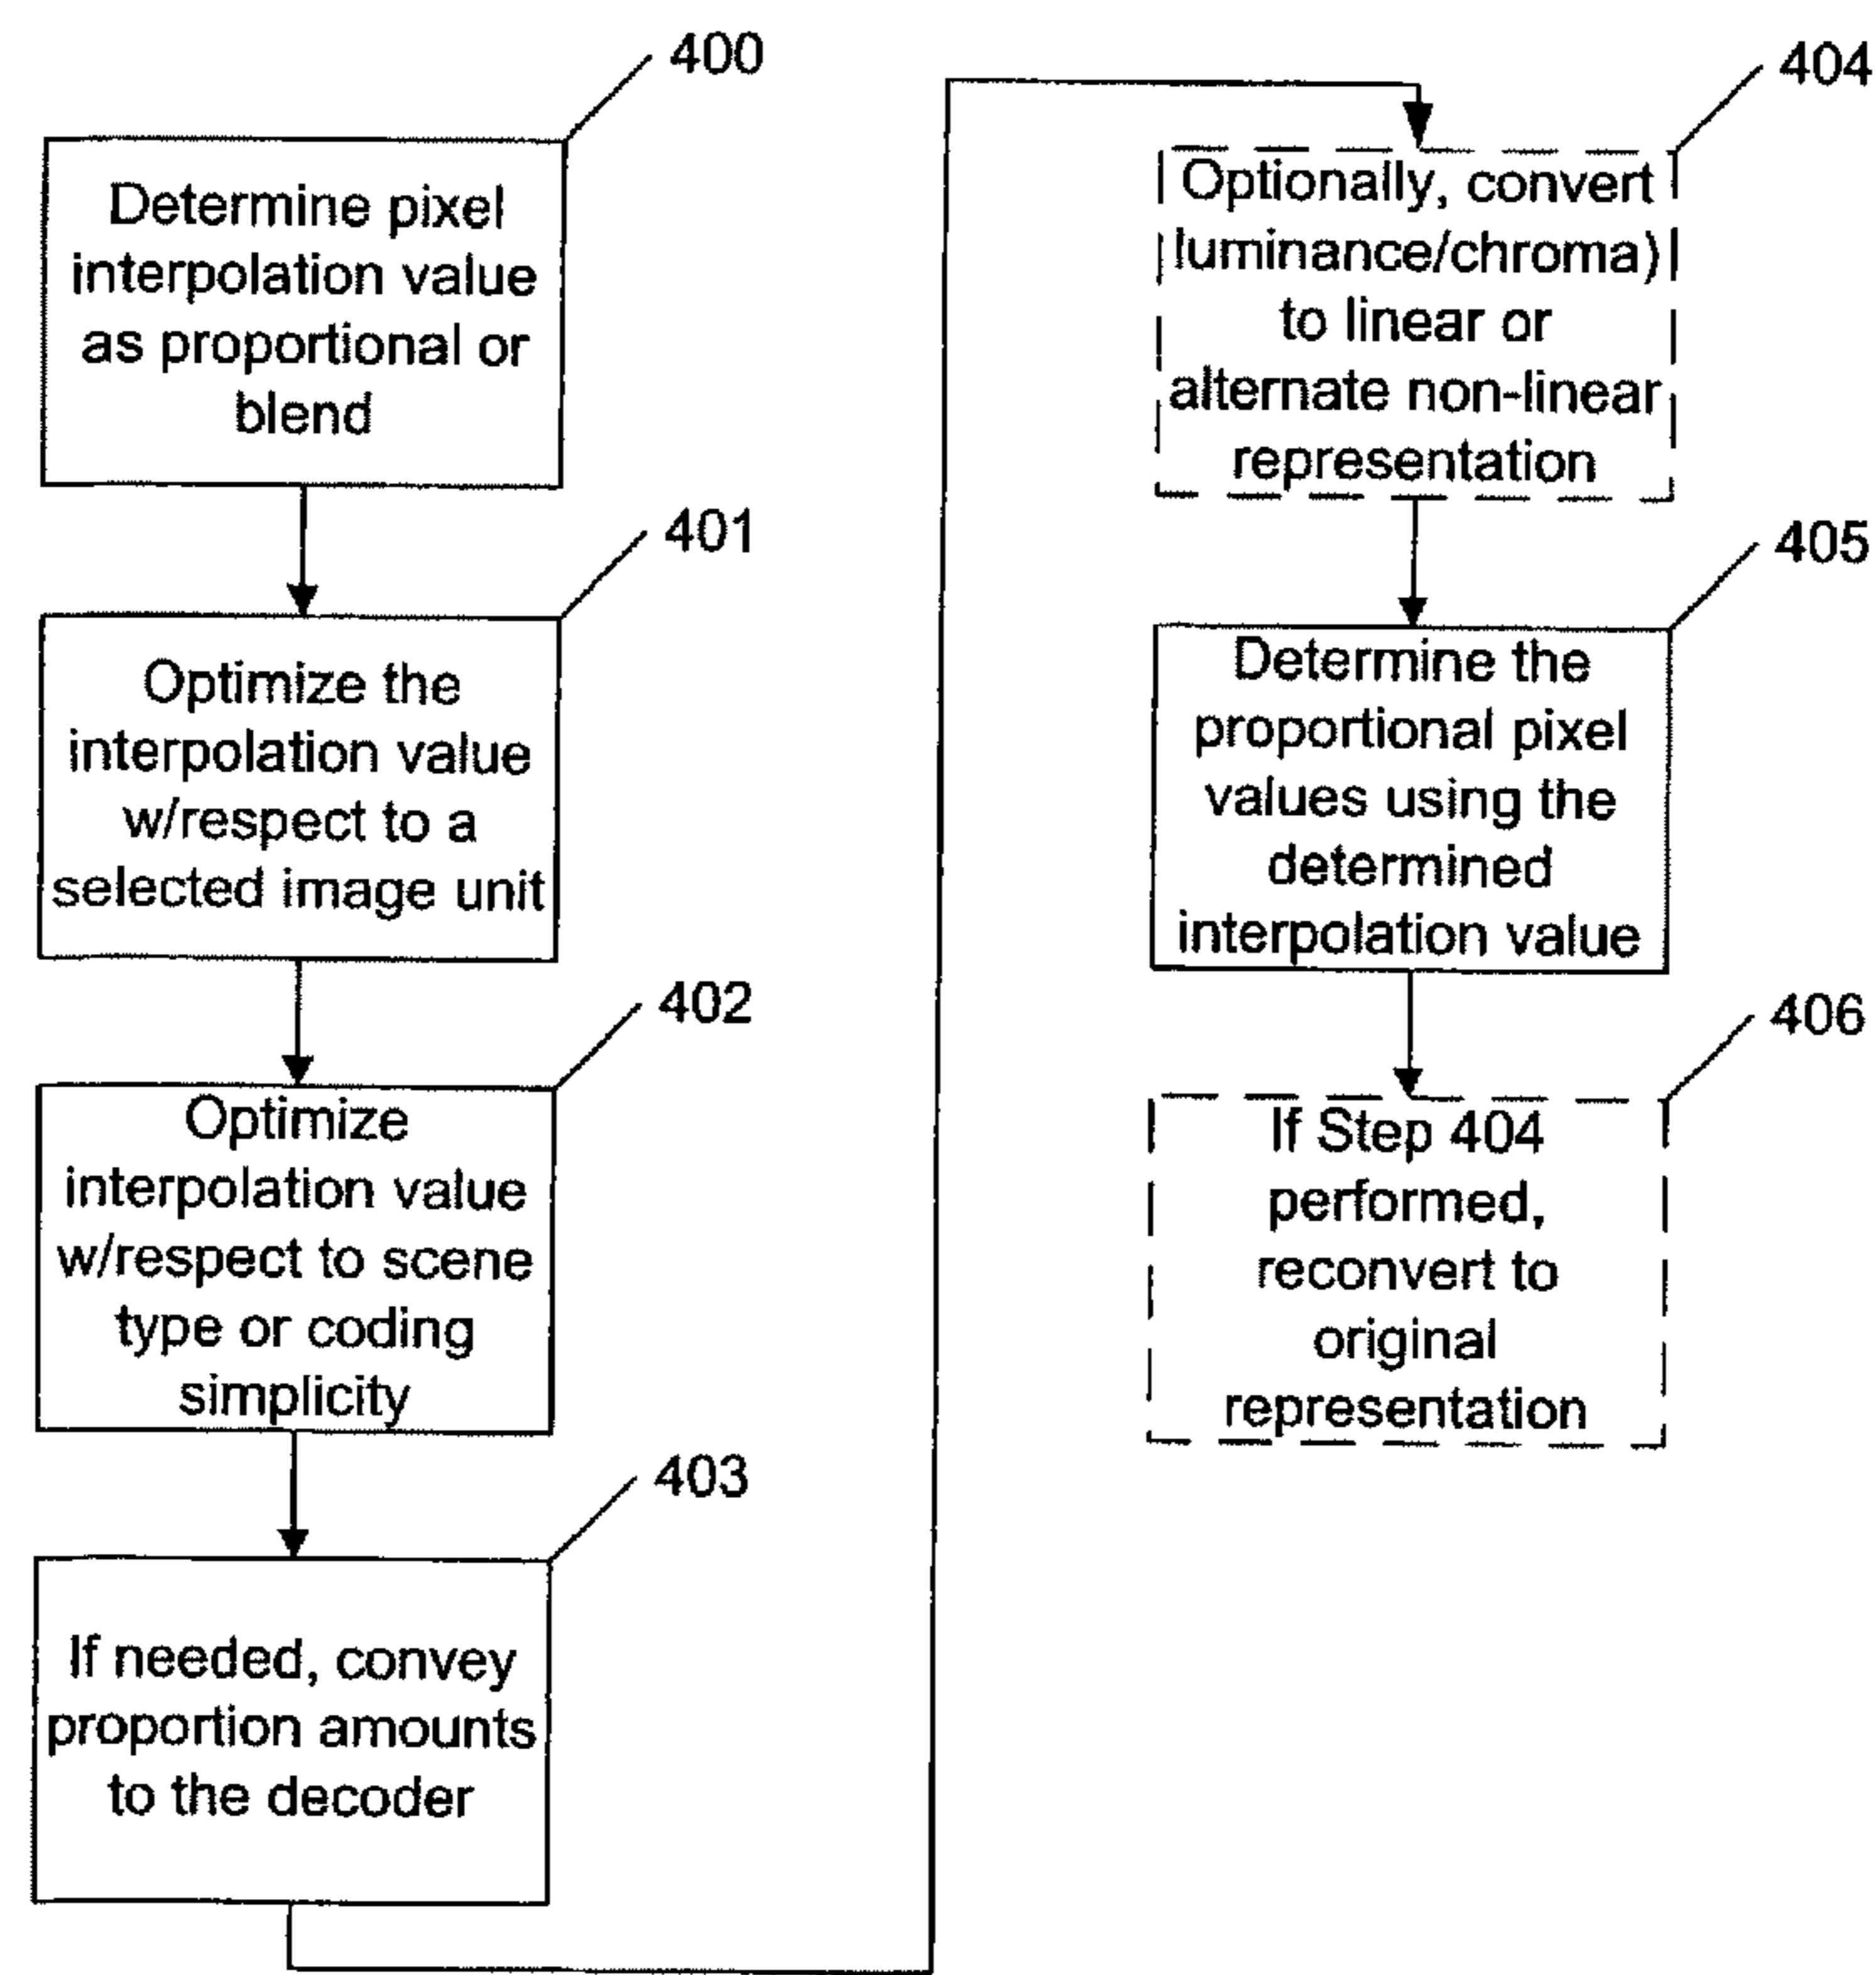 400
Determine pixel
interpolation value
as proportional or
blend
401
Optimize the
interpolation value
w/respect to a
selected image unit
402
Optimize
interpolation value
w/respect to scene
type or coding
simplicity
403
If needed, convey
proportion amounts
to the decoder
404
Optionally, convert
luminance/chroma)
to linear or
alternate non-linear
representation
405
Determine the
proportional pixel
values using the
determined
interpolation value
406
If Step 404
performed,
reconvert to
original
representation